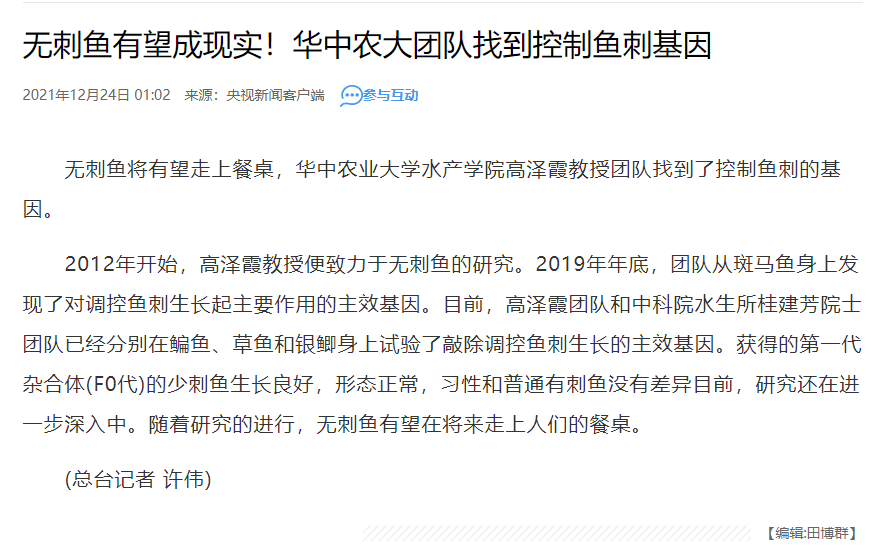 无刺鱼有望成现实！华中农大团队找到控制鱼刺基因
2021年12月24日 01:02 来源：央视新闻客户端 参与互动
无刺鱼将有望走上餐桌，华中农业大学水产学院高泽霞教授团队找到了控制鱼刺的基
因。
2012年开始，高泽霞教授便致力于无刺鱼的研究。2019年年底，团队从斑马鱼身上发
现了对调控鱼刺生长起主要作用的主效基因。目前，高泽霞团队和中科院水生所桂建芳院士
团队已经分别在鳊鱼、草鱼和银鲫身上试验了敲除调控鱼刺生长的主效基因。获得的第一代
杂合体(F0代)的少刺鱼生长良好，形态正常，习性和普通有刺鱼没有差异目前，研究还在进
一步深入中。随着研究的进行，无刺鱼有望在将来走上人们的餐桌。
(总台记者 许伟)
【编辑:田博群】